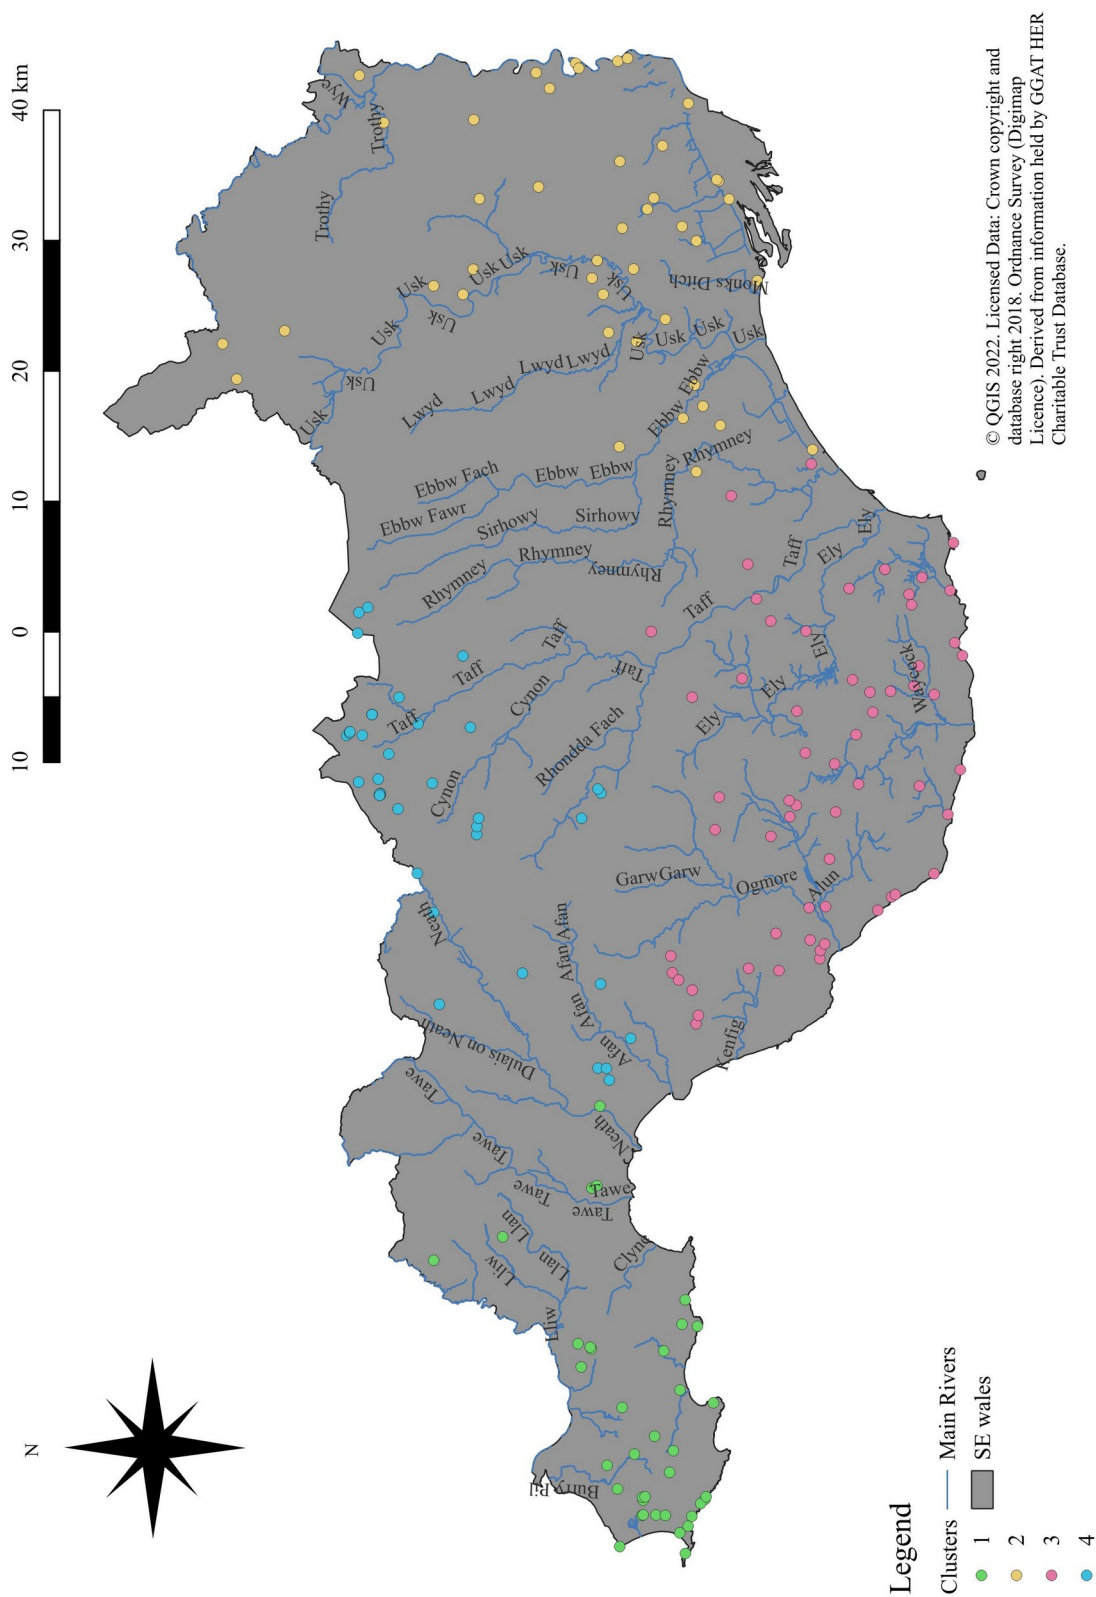 N
10 0 10 20 30 40 km
Wye
Trothy
Trothy
Usk
Usk
Usk
Usk
Usk
Usk
Usk
Usk
Usk
Usk
Usk
Usk
Usk
Monks Ditch
Lwyd
Lwyd
Lwyd
Lwyd
Ebbw Fach
Ebbw
Ebbw
Ebbw
Ebbw
Ebbw Fawr
Sirhowy
Sirhowy
Rhymney
Rhymney
Rhymney
Rhymney
Rhymney
Taff
Taff
Taff
Taff
Taff
Taff
Cynon
Cynon
Rhondda Fach
Ely
Ely
Ely
Ely
Ely
Waycock
Garw
Garw
Ogmore
Alun
Kenfig
Neath
Neath
Dulais on Neath
Afan
Afan
Afan
Afan
Tawe
Tawe
Tawe
Tawe
Tawe
Llan
Llan
Lliw
Lliw
Clyne
Burry Pil
Legend
Clusters
1
2
3
4
Main Rivers
SE wales
© QGIS 2022. Licensed Data: Crown copyright and
database right 2018. Ordnance Survey (Digimap
Licence). Derived from information held by GGAT HER
Charitable Trust Database.